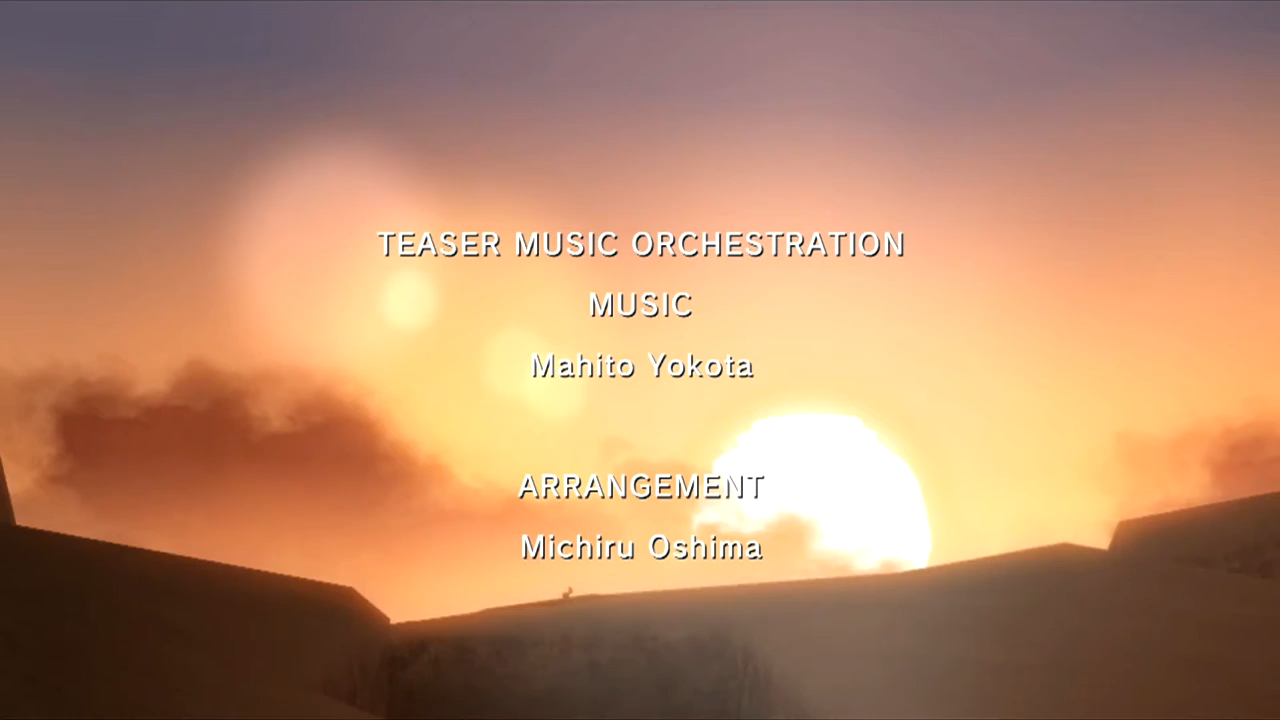 TEASER MUSIC ORCHESTRATION
MUSIC
Mahito Yokota
ARRANGEMENT
Michiru Oshima